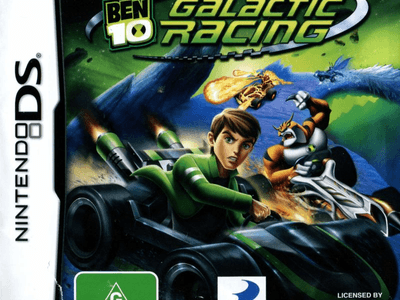 BEN
10
GALACTIC
RACING
NINTENDO DS
G
LICENSED BY